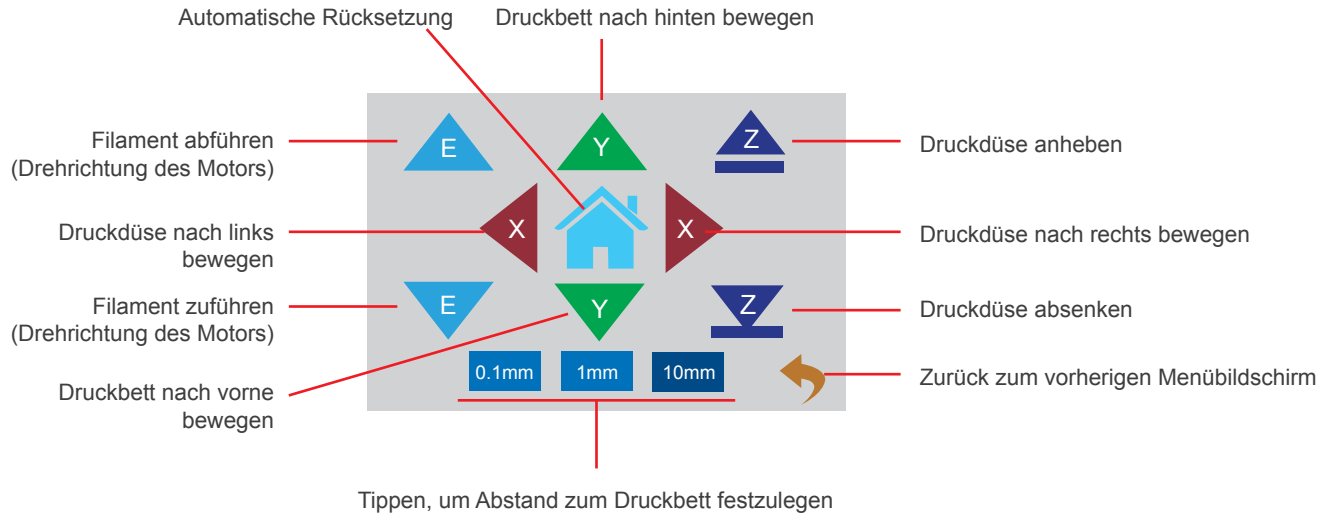 Automatische Rücksetzung
Druckbett nach hinten bewegen
Filament abführen
(Drehrichtung des Motors)
E
Y
Z
Druckdüse anheben
Druckdüse nach links
bewegen
X
X
Druckdüse nach rechts bewegen
Filament zuführen
(Drehrichtung des Motors)
E
Y
Z
Druckdüse absenken
Druckbett nach vorne
bewegen
0.1mm
1mm
10mm
Zurück zum vorherigen Menübildschirm
Tippen, um Abstand zum Druckbett festzulegen